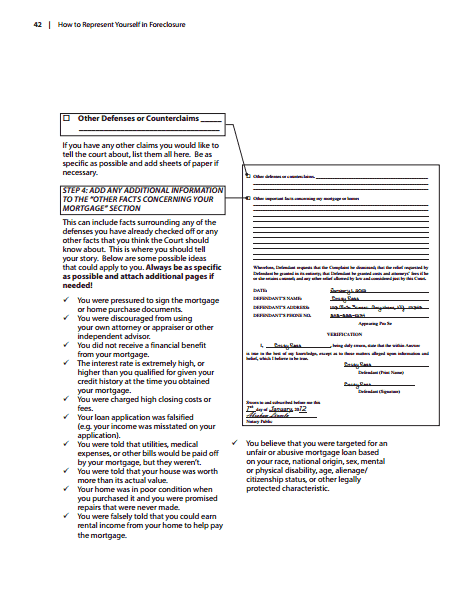 42 | How to Represent Yourself in Foreclosure
☐ Other Defenses or Counterclaims _____
If you have any other claims you would like to
tell the court about, list them all here. Be as
specific as possible and add sheets of paper if
necessary.
STEP 4: ADD ANY ADDITIONAL INFORMATION
TO THE "OTHER FACTS CONCERNING YOUR
MORTGAGE" SECTION
This can include facts surrounding any of the
defenses you have already checked off or any
other facts that you think the Court should
know about. This is where you should tell
your story. Below are some possible ideas
that could apply to you. Always be as specific
as possible and attach additional pages if
needed!
✓ You were pressured to sign the mortgage
or home purchase documents.
✓ You were discouraged from using
your own attorney or appraiser or other
independent advisor.
✓ You did not receive a financial benefit
from your mortgage.
✓ The interest rate is extremely high, or
higher than you qualified for given your
credit history at the time you obtained
your mortgage.
✓ You were charged high closing costs or
fees.
✓ Your loan application was falsified
(e.g. your income was misstated on your
application).
✓ You were told that utilities, medical
expenses, or other bills would be paid off
by your mortgage, but they weren't.
✓ You were told that your house was worth
more than its actual value.
✓ Your home was in poor condition when
you purchased it and you were promised
repairs that were never made.
✓ You were falsely told that you could earn
rental income from your home to help pay
the mortgage.
Other defenses or counterclaims
Other important facts concerning my mortgage or home:
Wherefore, Defendant requests that the Complaint be dismissed; that the relief requested by
Defendant be granted in its entirety, that Defendant be granted costs and attorneys' fees if he
or she retains counsel; and any other relief allowed by law and considered just by this Court.
DATE: January 1, 2012
DEFENDANT'S NAME:
DEFENDANT'S ADDRESS:
DEFENDANT'S PHONE NO.
Appearing Pro Se
VERIFICATION
I, being duly sworn, state that the within Answer
is true to the best of my knowledge, except as to those matters alleged upon information and
belief, which I believe to be true.
Defendant (Print Name)
Defendant (Signature)
Sworn to and subscribed before me this
1st day of January, 2012
Notary Public
✓ You believe that you were targeted for an
unfair or abusive mortgage loan based
on your race, national origin, sex, mental
or physical disability, age, alienage/
citizenship status, or other legally
protected characteristic.